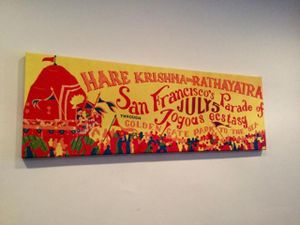 HARE KRISHNA RATHAYATRA
San Francisco's Parade of
JULY 5
Joyous ecstasy
THROUGH
GOLDEN GATE PARK TO THE